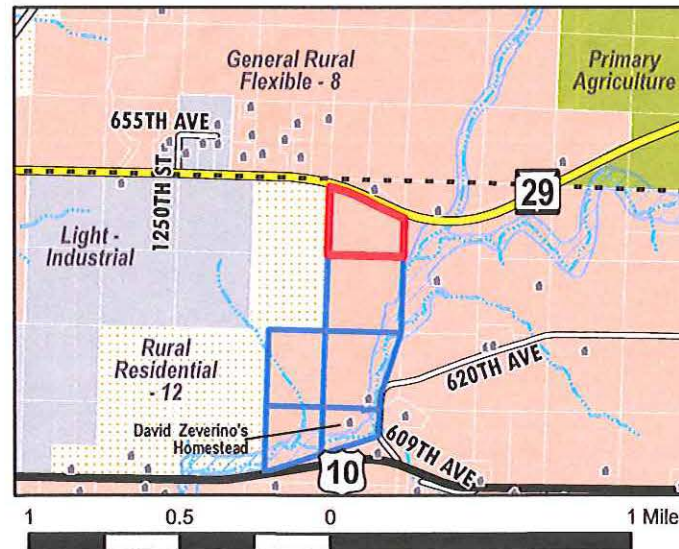 General Rural
Flexible - 8
Primary
Agriculture
655TH AVE
1250TH ST
29
Light -
Industrial
Rural
Residential
- 12
620TH AVE
David Zeverino's
Homestead
609TH AVE
10
1 0.5 0 1 Mile